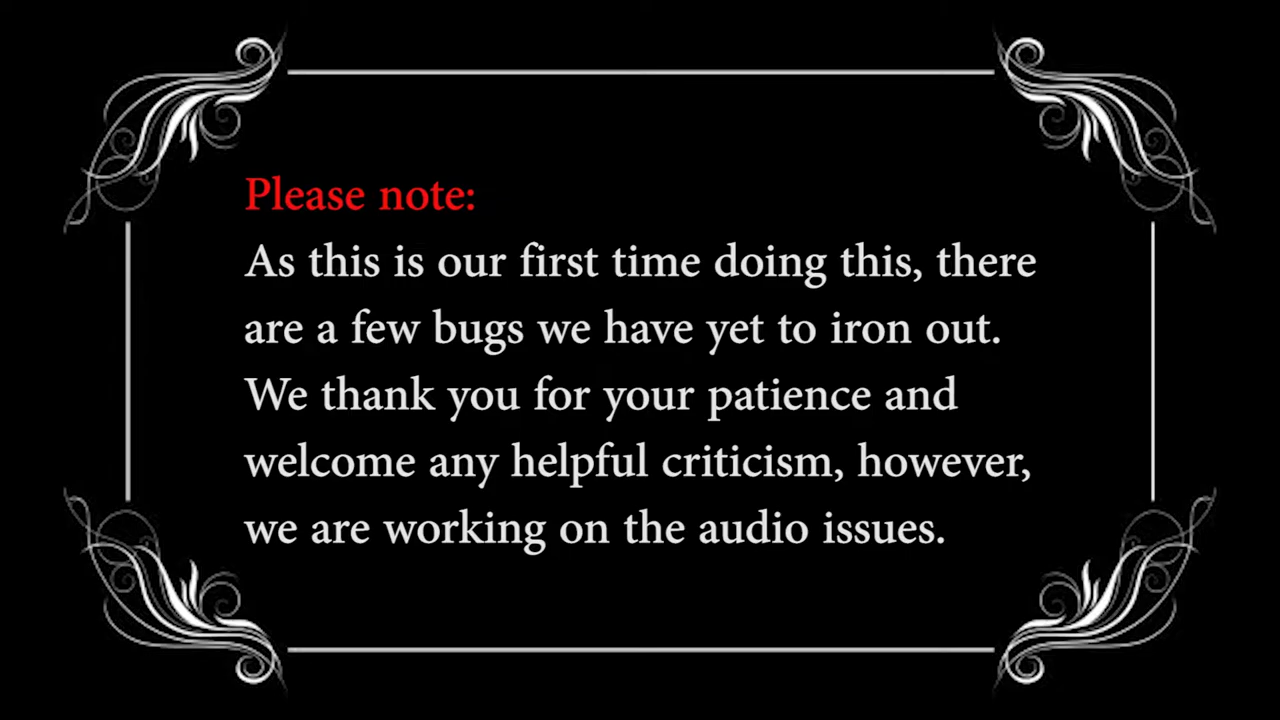 Please note:
As this is our first time doing this, there
are a few bugs we have yet to iron out.
We thank you for your patience and
welcome any helpful criticism, however,
we are working on the audio issues.